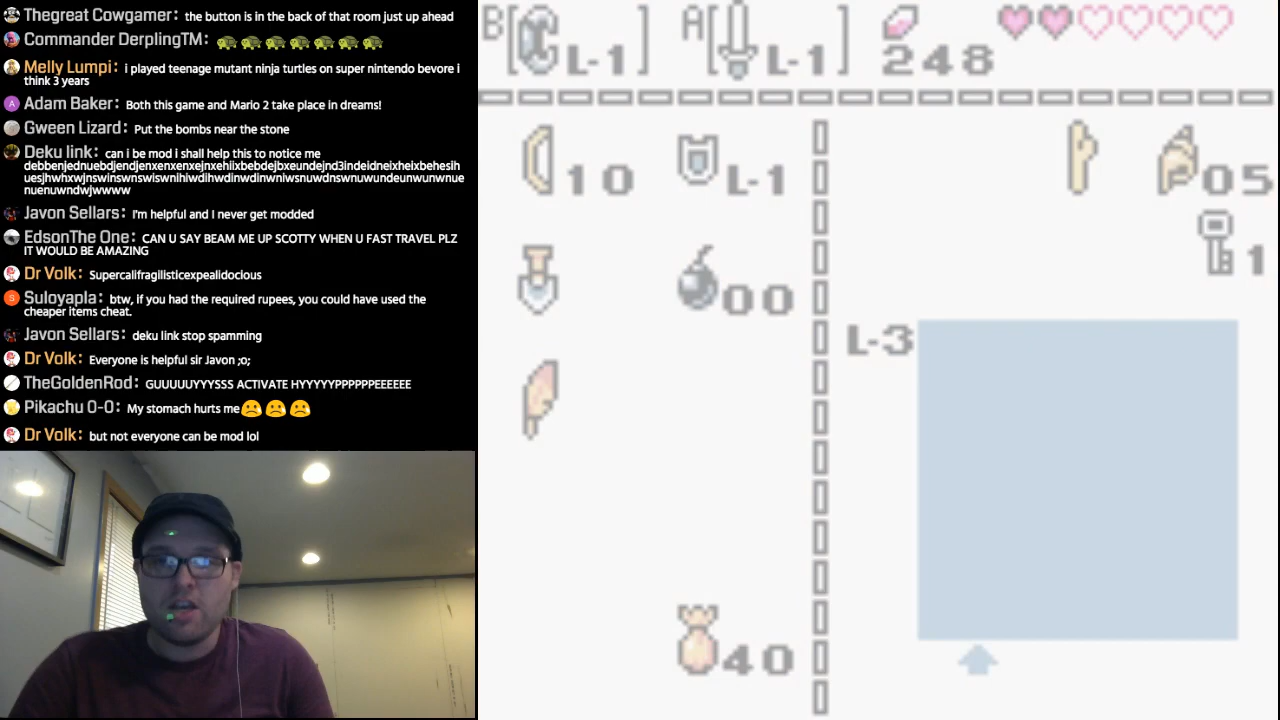 Thegreat Cowgamer: the button is in the back of that room just up ahead
Commander DerplingTM:
Melly Lumpi: i played teenage mutant ninja turtles on super nintendo bevore i
think 3 years
Adam Baker: Both this game and Mario 2 take place in dreams!
Gween Lizard: Put the bombs near the stone
Deku link: can i be mod i shall help this to notice me
Javon Sellars: I'm helpful and I never get modded
EdsonThe One: CAN U SAY BEAM ME UP SCOTTY WHEN U FAST TRAVEL PLZ
IT WOULD BE AMAZING
Dr Volk: Supercalifragilisticexpealidocious
Suloyapla: btw, if you had the required rupees, you could have used the
cheaper items cheat.
Javon Sellars: deku link stop spamming
Dr Volk: Everyone is helpful sir Javon ;o;
TheGoldenRod: GUUUUUYYYSSS ACTIVATE HYYYYYPPPPPPEEEEEE
Pikachu 0-0: My stomach hurts me
Dr Volk: but not everyone can be mod lol
B[L-1] A[L-1] 248
10 L-1 05
00 1
L-3
40